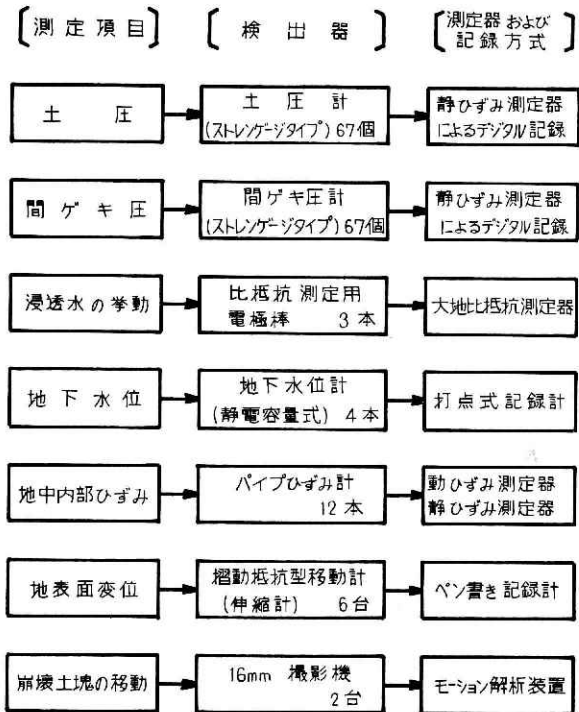 〔測定項目〕 〔検出器〕 〔測定器および
記録方式〕
土圧
土圧計
(ストレンゲージタイプ)67個
静ひずみ測定器
によるデジタル記録
間ゲキ圧
間ゲキ圧計
(ストレンゲージタイプ)67個
静ひずみ測定器
によるデジタル記録
浸透水の挙動
比抵抗測定用
電極棒 3本
大地比抵抗測定器
地下水位
地下水位計
(静電容量式) 4本
打点式記録計
地中内部ひずみ
パイプひずみ計
12本
動ひずみ測定器
静ひずみ測定器
地表面変位
摺動抵抗型移動計
(伸縮計) 6台
ペン書き記録計
崩壊土塊の移動
16mm 撮影機
2台
モーション解析装置